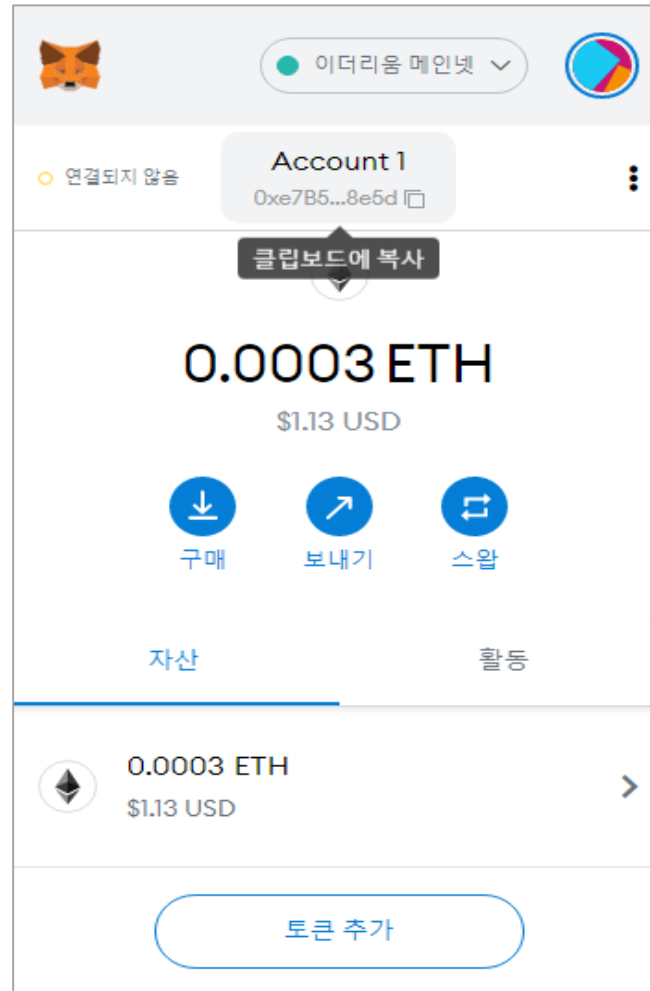 이더리움 메인넷
연결되지 않음
Account 1
0xe7B5...8e5d
클립보드에 복사
0.0003 ETH
$1.13 USD
구매 보내기 스왑
자산 활동
0.0003 ETH
$1.13 USD
토큰 추가